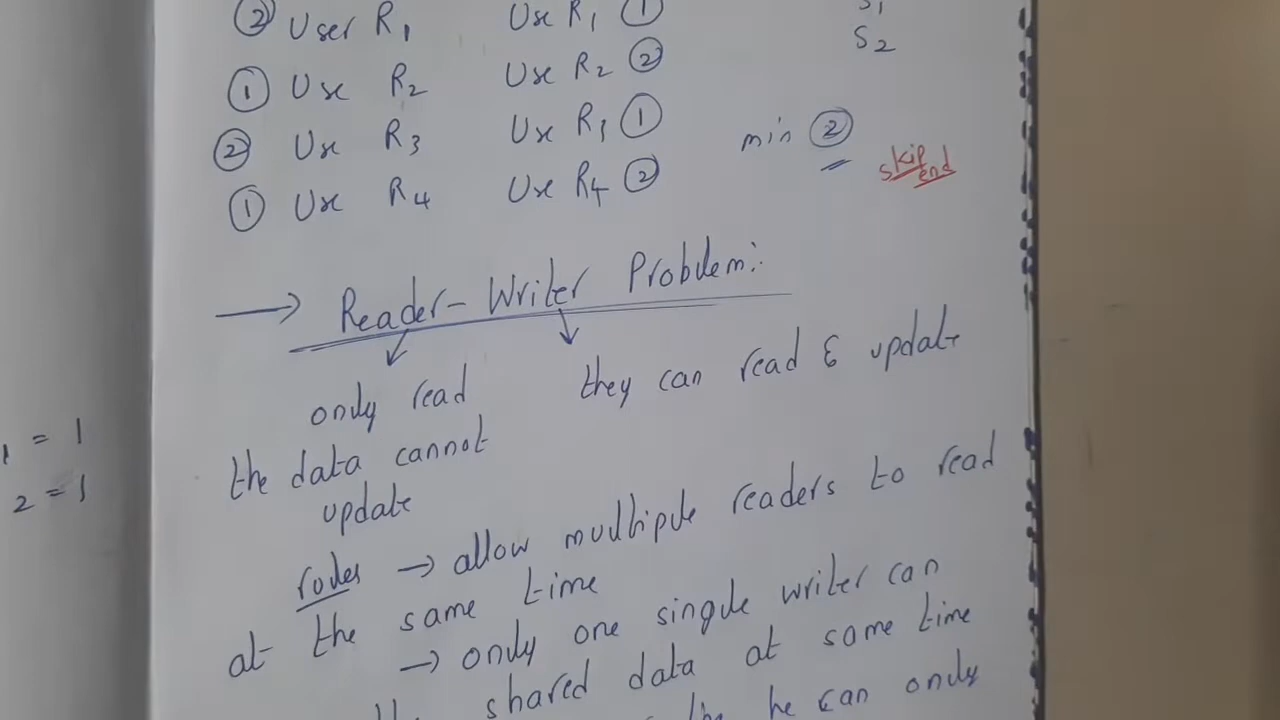 ② User R1 Use R1 ① S1
① Use R2 Use R2 ② S2
② Use R3 Use R3 ① min ②
① Use R4 Use R4 ② skip end
→ Reader-Writer Problem:
only read they can read & update
the data cannot
update
rules → allow multiple readers to read
at the same time
→ only one single writer can
shared data at same time
he can only
1 = 1
2 = 1